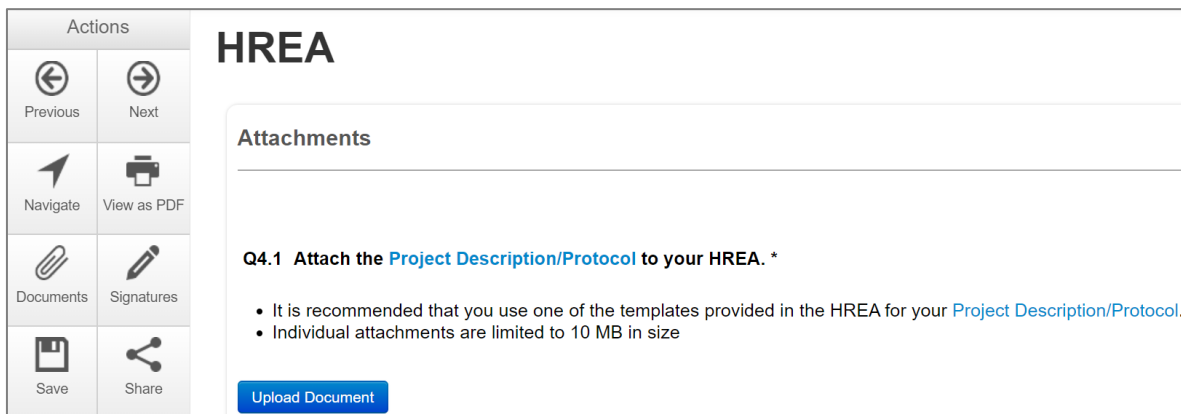 Actions
Previous
Next
Navigate
View as PDF
Documents
Signatures
Save
Share
HREA
Attachments
Q4.1 Attach the Project Description/Protocol to your HREA. *
• It is recommended that you use one of the templates provided in the HREA for your Project Description/Protocol.
• Individual attachments are limited to 10 MB in size
Upload Document